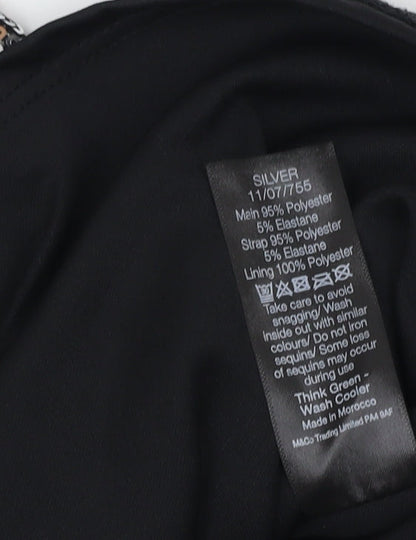 SILVER
11/07/755
Main 95% Polyester
5% Elastane
Strap 95% Polyester
5% Elastane
Lining 100% Polyester
Take care to avoid
snagging/ Wash
inside out with similar
colours/ Do not iron
sequins/ Some loss
of sequins may occur
during use
Think Green -
Wash Cooler
Made in Morocco
M&Co Trading Limited PA4 9AF